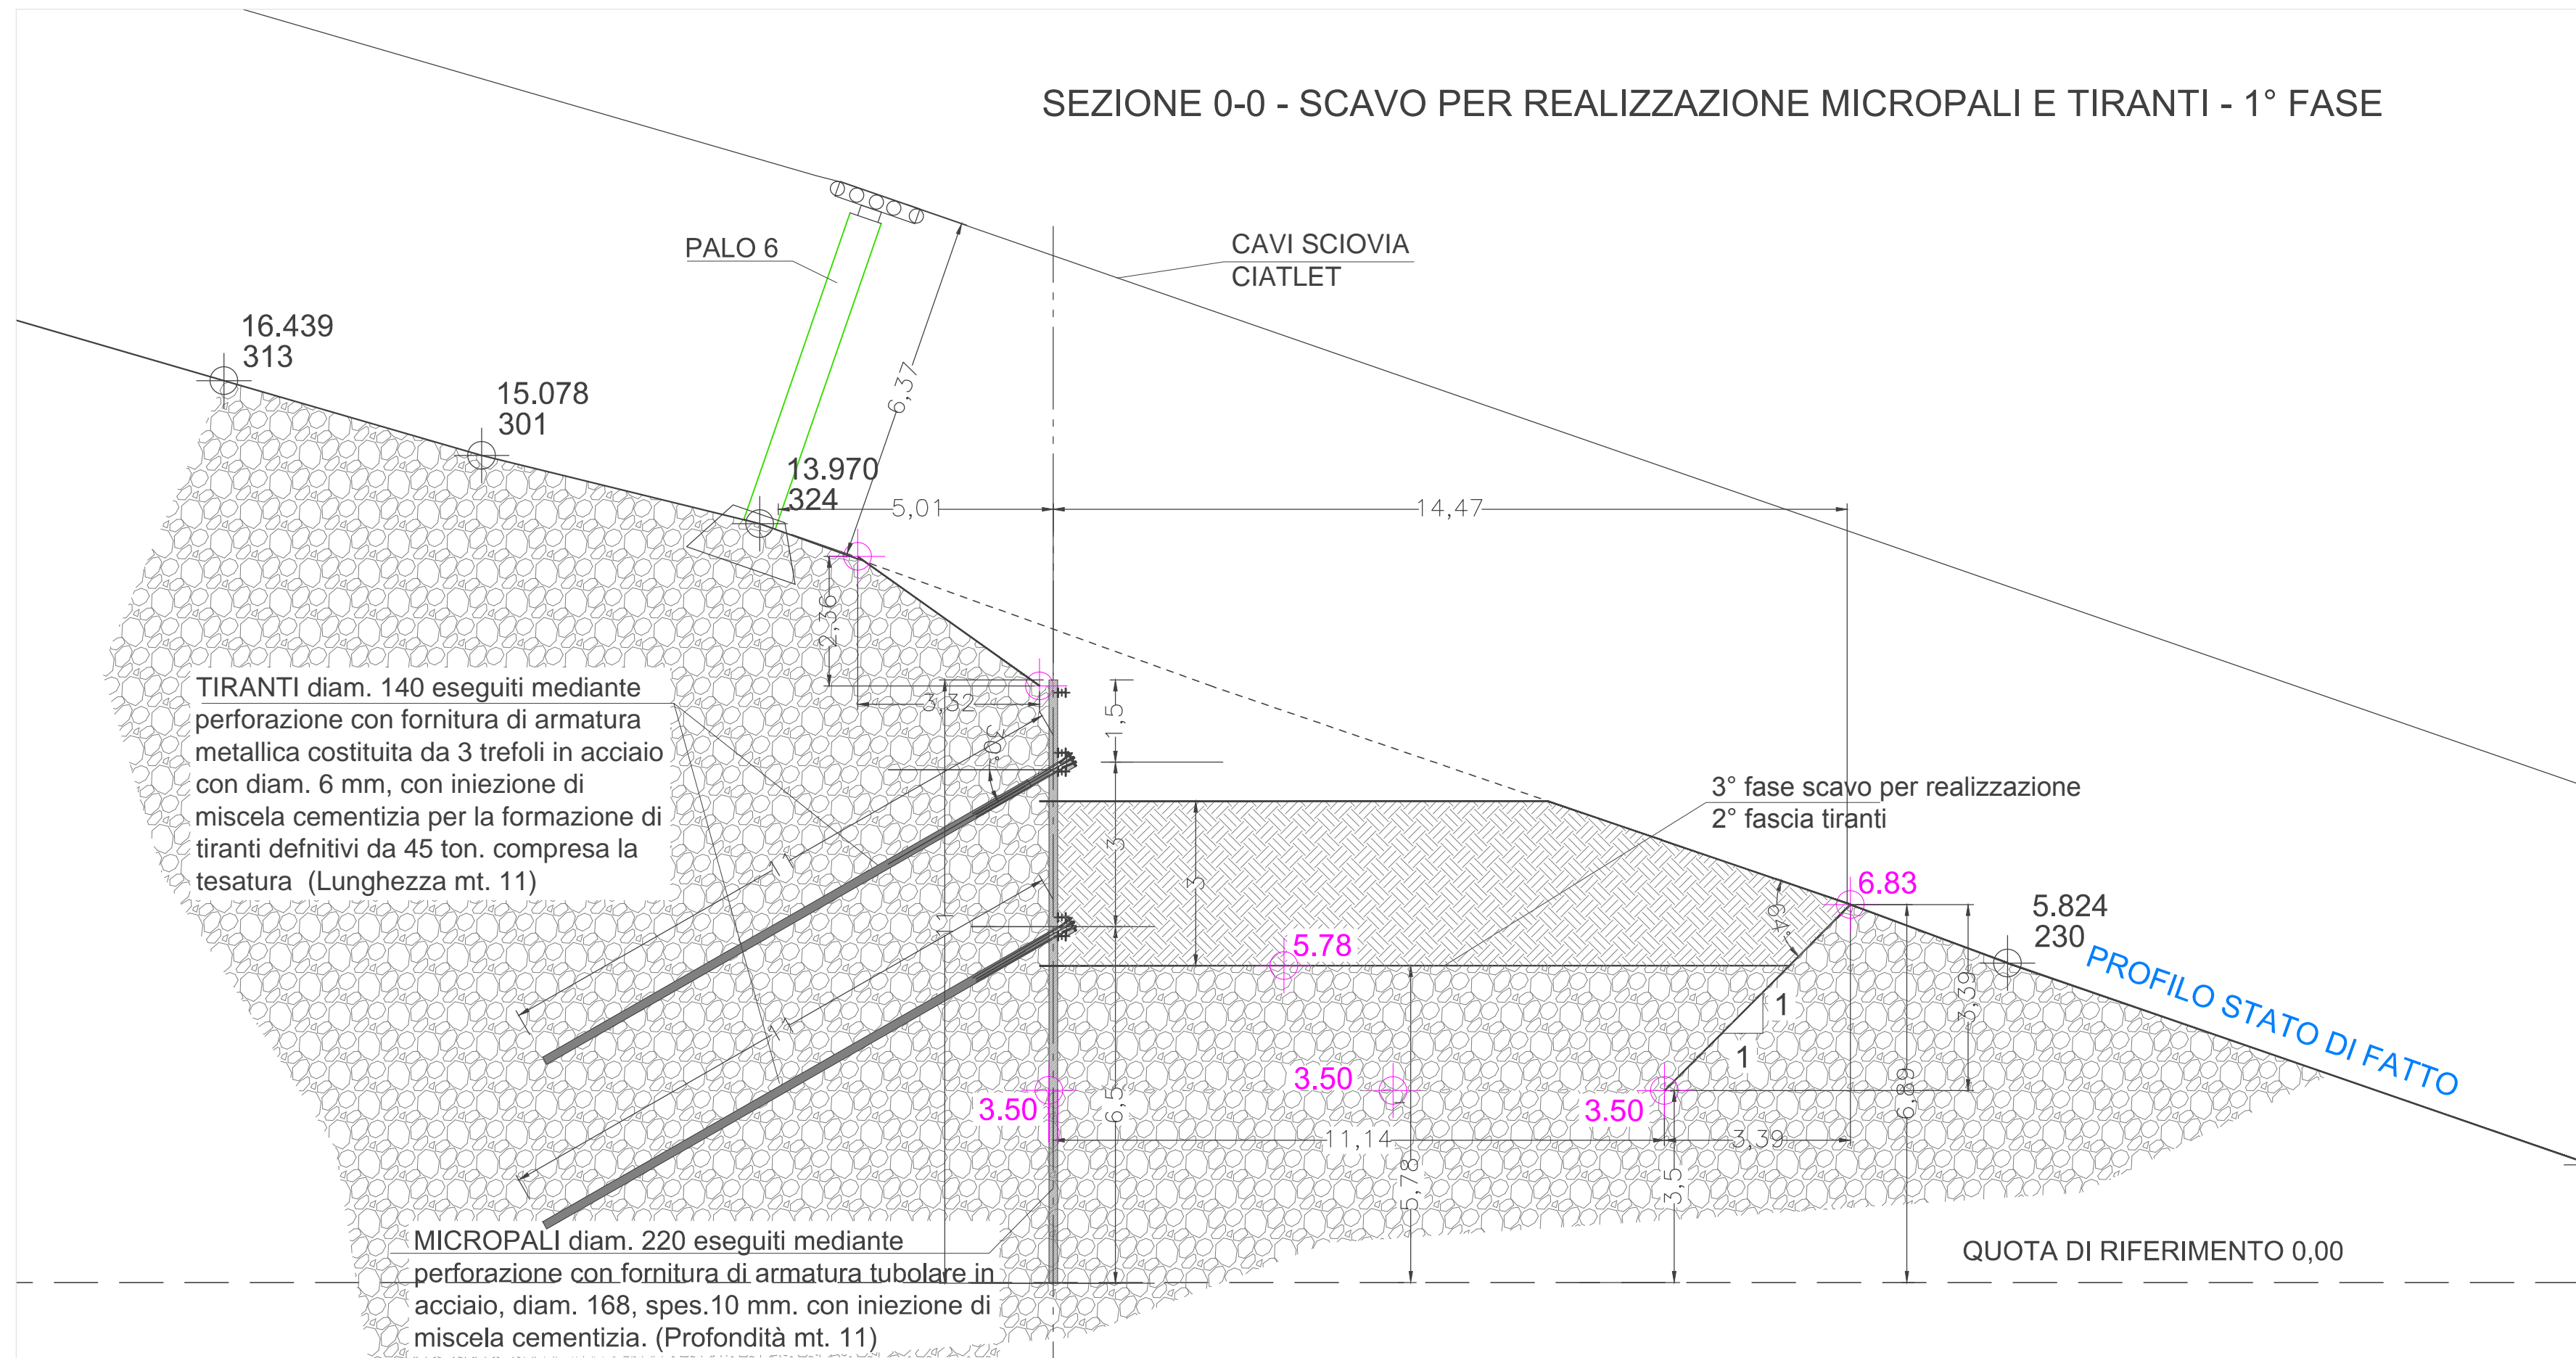 SEZIONE 0-0 - SCAVO PER REALIZZAZIONE MICROPALI E TIRANTI - 1° FASE
PALO 6
CAVI SCIOVIA
CIATLET
16.439
313
15.078
301
13.970
324
6,37
5,01
14,47
2,36
3,32
30°
1,5
TIRANTI diam. 140 eseguiti mediante
perforazione con fornitura di armatura
metallica costituita da 3 trefoli in acciaio
con diam. 6 mm, con iniezione di
miscela cementizia per la formazione di
tiranti defnitivi da 45 ton. compresa la
tesatura (Lunghezza mt. 11)
3° fase scavo per realizzazione
2° fascia tiranti
11
11
11
3
3
6.83
64°
5.824
230
5.78
PROFILO STATO DI FATTO
3,39
1
1
3.50
3.50
3.50
6,5
6,89
11,14
3,39
5,78
3,5
MICROPALI diam. 220 eseguiti mediante
perforazione con fornitura di armatura tubolare in
acciaio, diam. 168, spes.10 mm. con iniezione di
miscela cementizia. (Profondità mt. 11)
QUOTA DI RIFERIMENTO 0,00